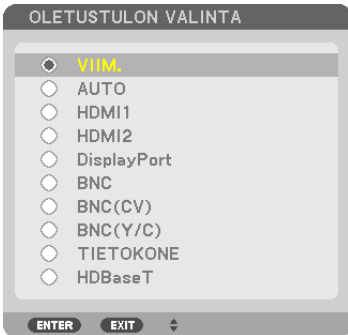 OLETUSTULON VALINTA
VIIM.
AUTO
HDMI1
HDMI2
DisplayPort
BNC
BNC(CV)
BNC(Y/C)
TIETOKONE
HDBaseT
ENTER EXIT